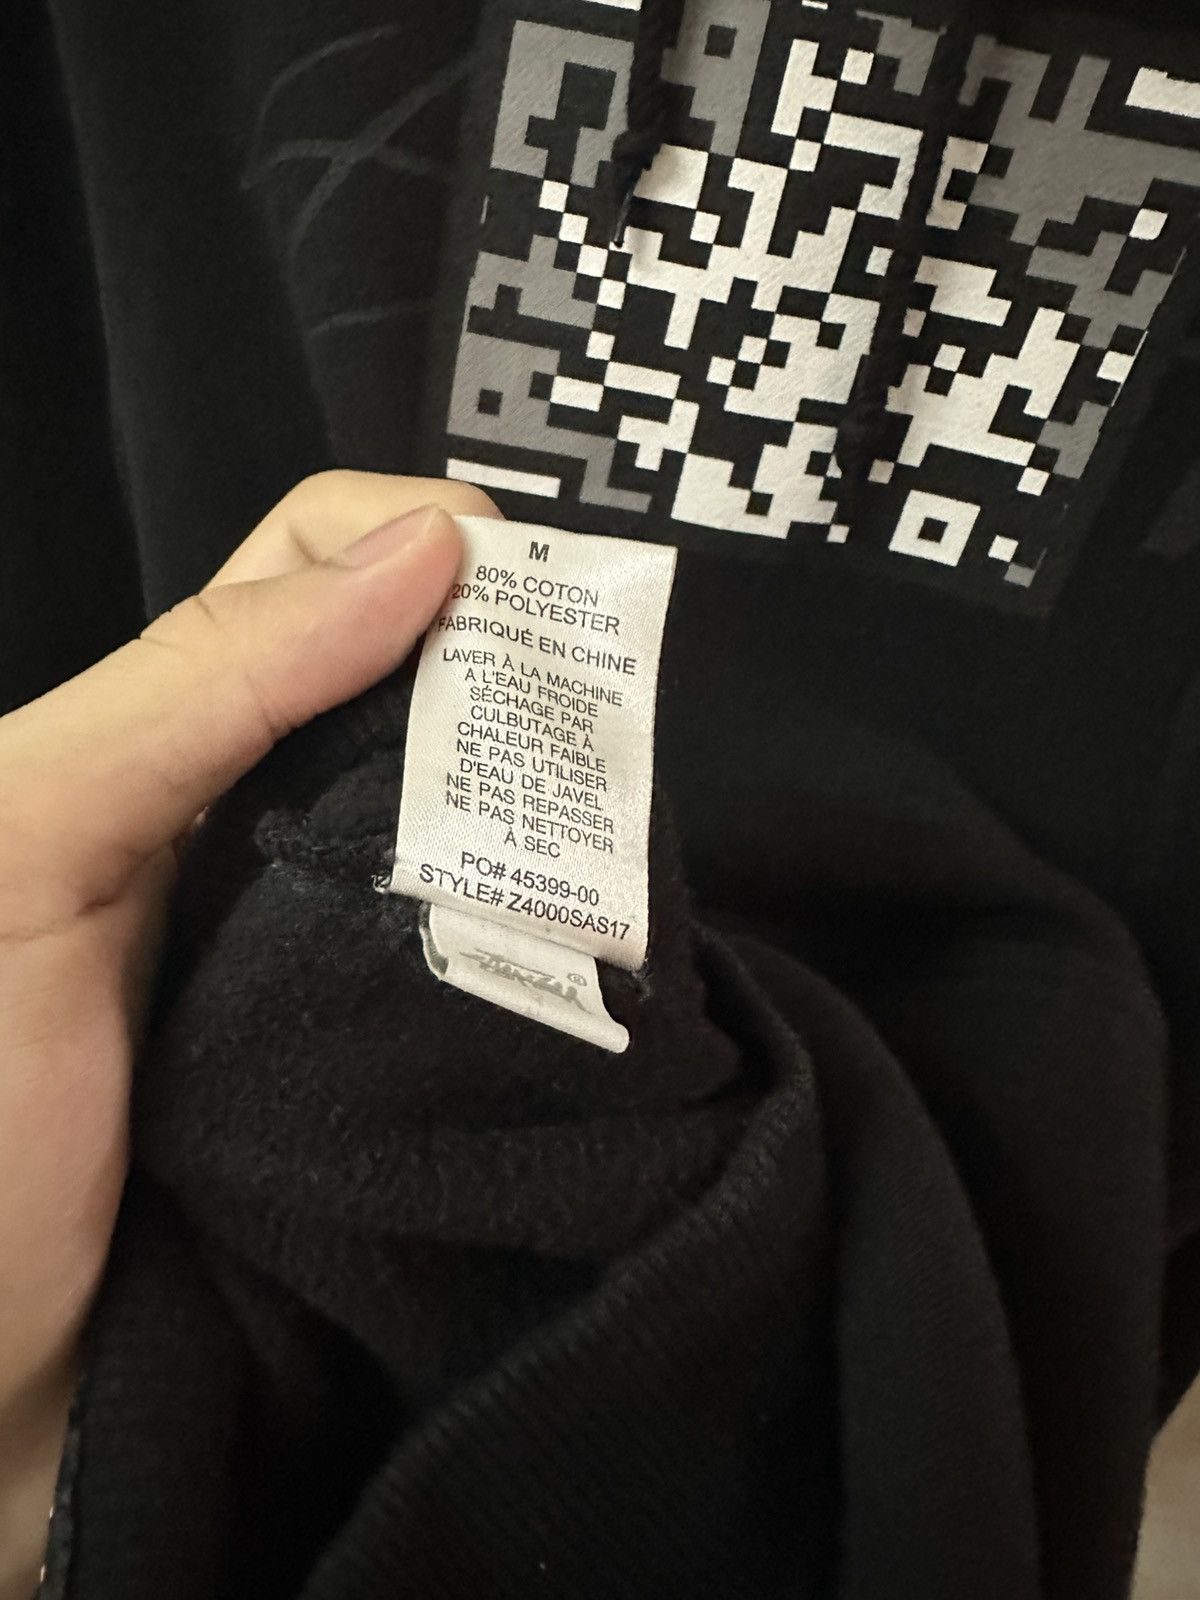 M
80% COTON
20% POLYESTER
FABRIQUÉ EN CHINE
LAVER À LA MACHINE
A L'EAU FROIDE
SÉCHAGE PAR
CULBUTAGE À
CHALEUR FAIBLE
NE PAS UTILISER
D'EAU DE JAVEL
NE PAS REPASSER
NE PAS NETTOYER
À SEC
PO# 45399-00
STYLE# Z4000SAS17